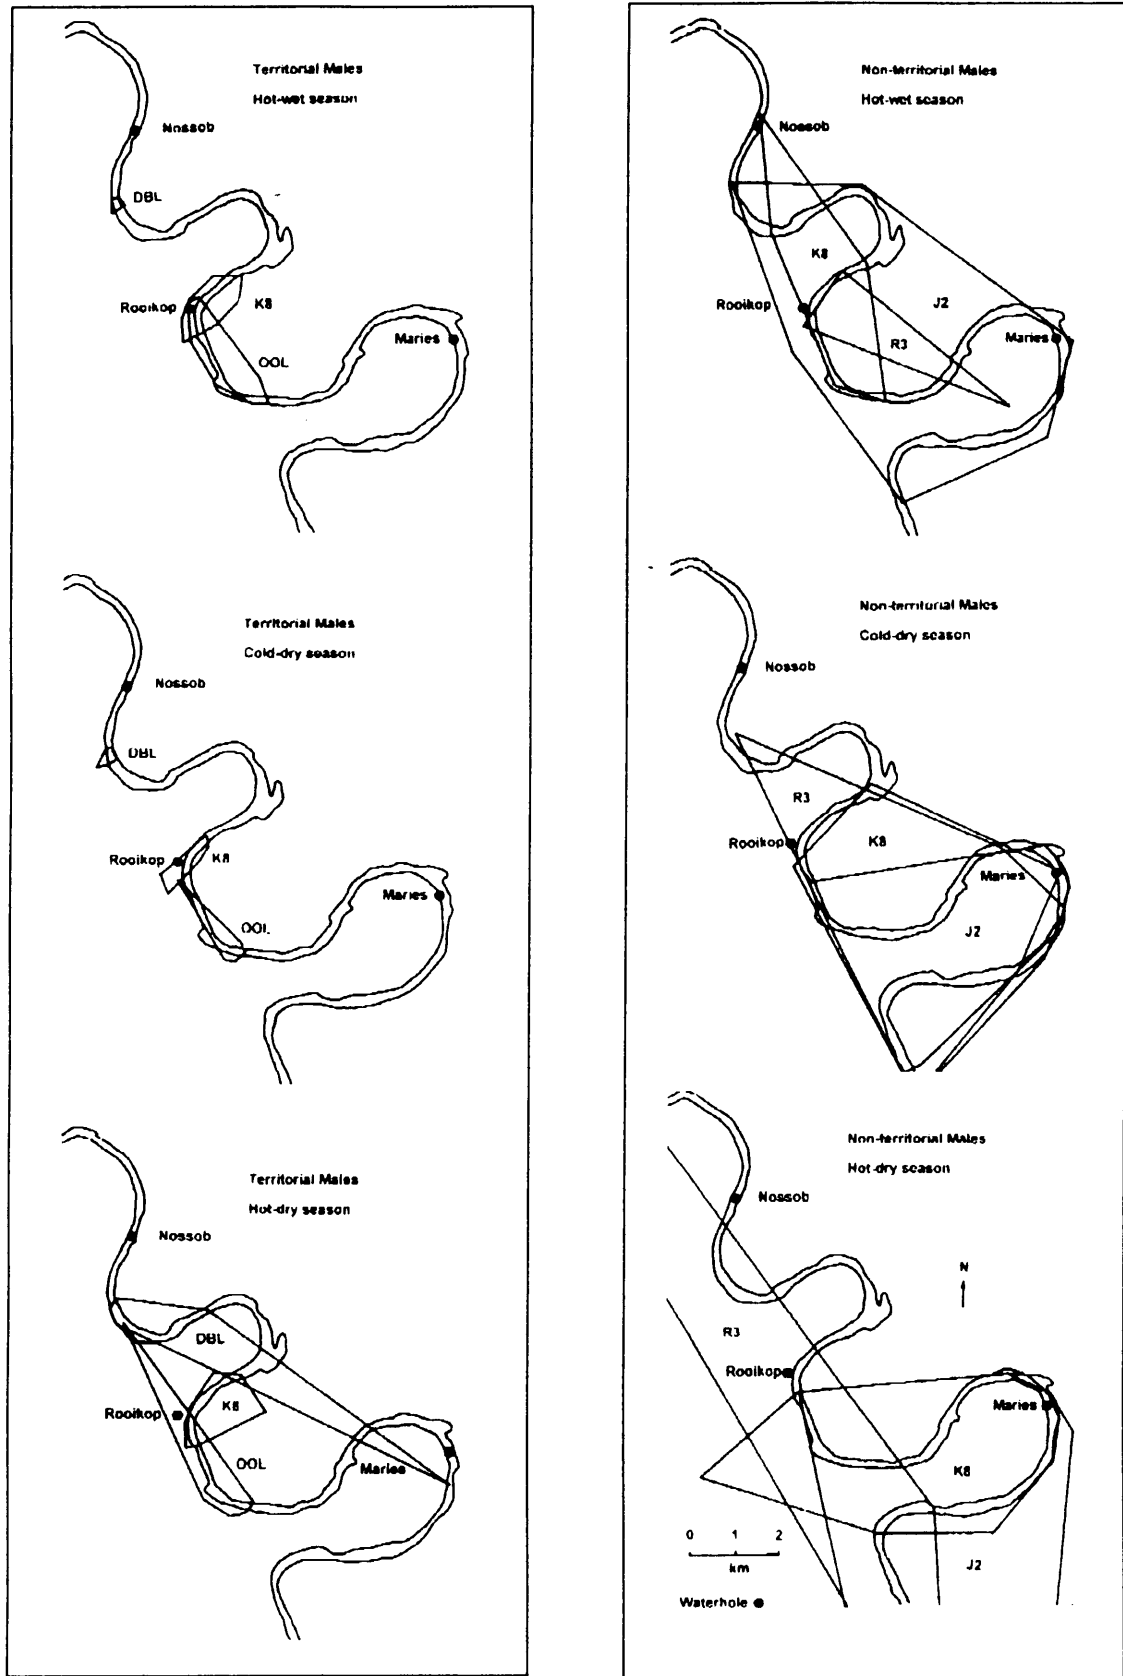 Territorial Males
Hot-wet season
Nossob
DBL
Rooikop
K8
OOL
Maries
Territorial Males
Cold-dry season
Nossob
DBL
Rooikop
K8
OOL
Maries
Territorial Males
Hot-dry season
Nossob
DBL
Rooikop
K8
OOL
Maries
Non-territorial Males
Hot-wet season
Nossob
K8
Rooikop
J2
R3
Maries
Non-territorial Males
Cold-dry season
Nossob
R3
Rooikop
K8
Maries
J2
Non-territorial Males
Hot-dry season
Nossob
N
R3
Rooikop
Maries
K8
0 1 2
km
J2
Waterhole